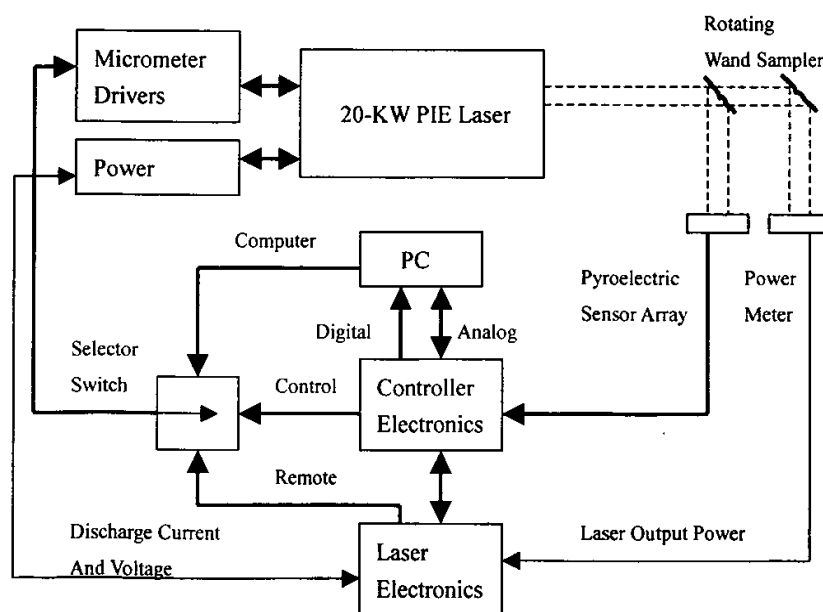 Rotating
Wand Sampler
Micrometer
Drivers
20-KW PIE Laser
Power
Computer
PC
Pyroelectric
Sensor Array
Power
Meter
Digital
Analog
Selector
Switch
Control
Controller
Electronics
Remote
Discharge Current
And Voltage
Laser
Electronics
Laser Output Power